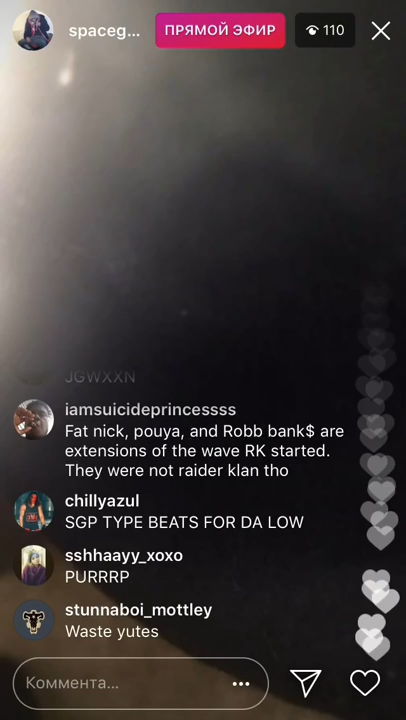 spaceg...
ПРЯМОЙ ЭФИР
110
JGWXXN
iamsuicideprincessss
Fat nick, pouya, and Robb bank$ are
extensions of the wave RK started.
They were not raider klan tho
chillyazul
SGP TYPE BEATS FOR DA LOW
sshhaayy_xoxo
PURRRP
stunnaboi_mottley
Waste yutes
Коммента...